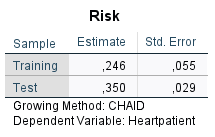 Risk
Sample Estimate Std. Error
Training ,246 ,055
Test ,350 ,029
Growing Method: CHAID
Dependent Variable: Heartpatient